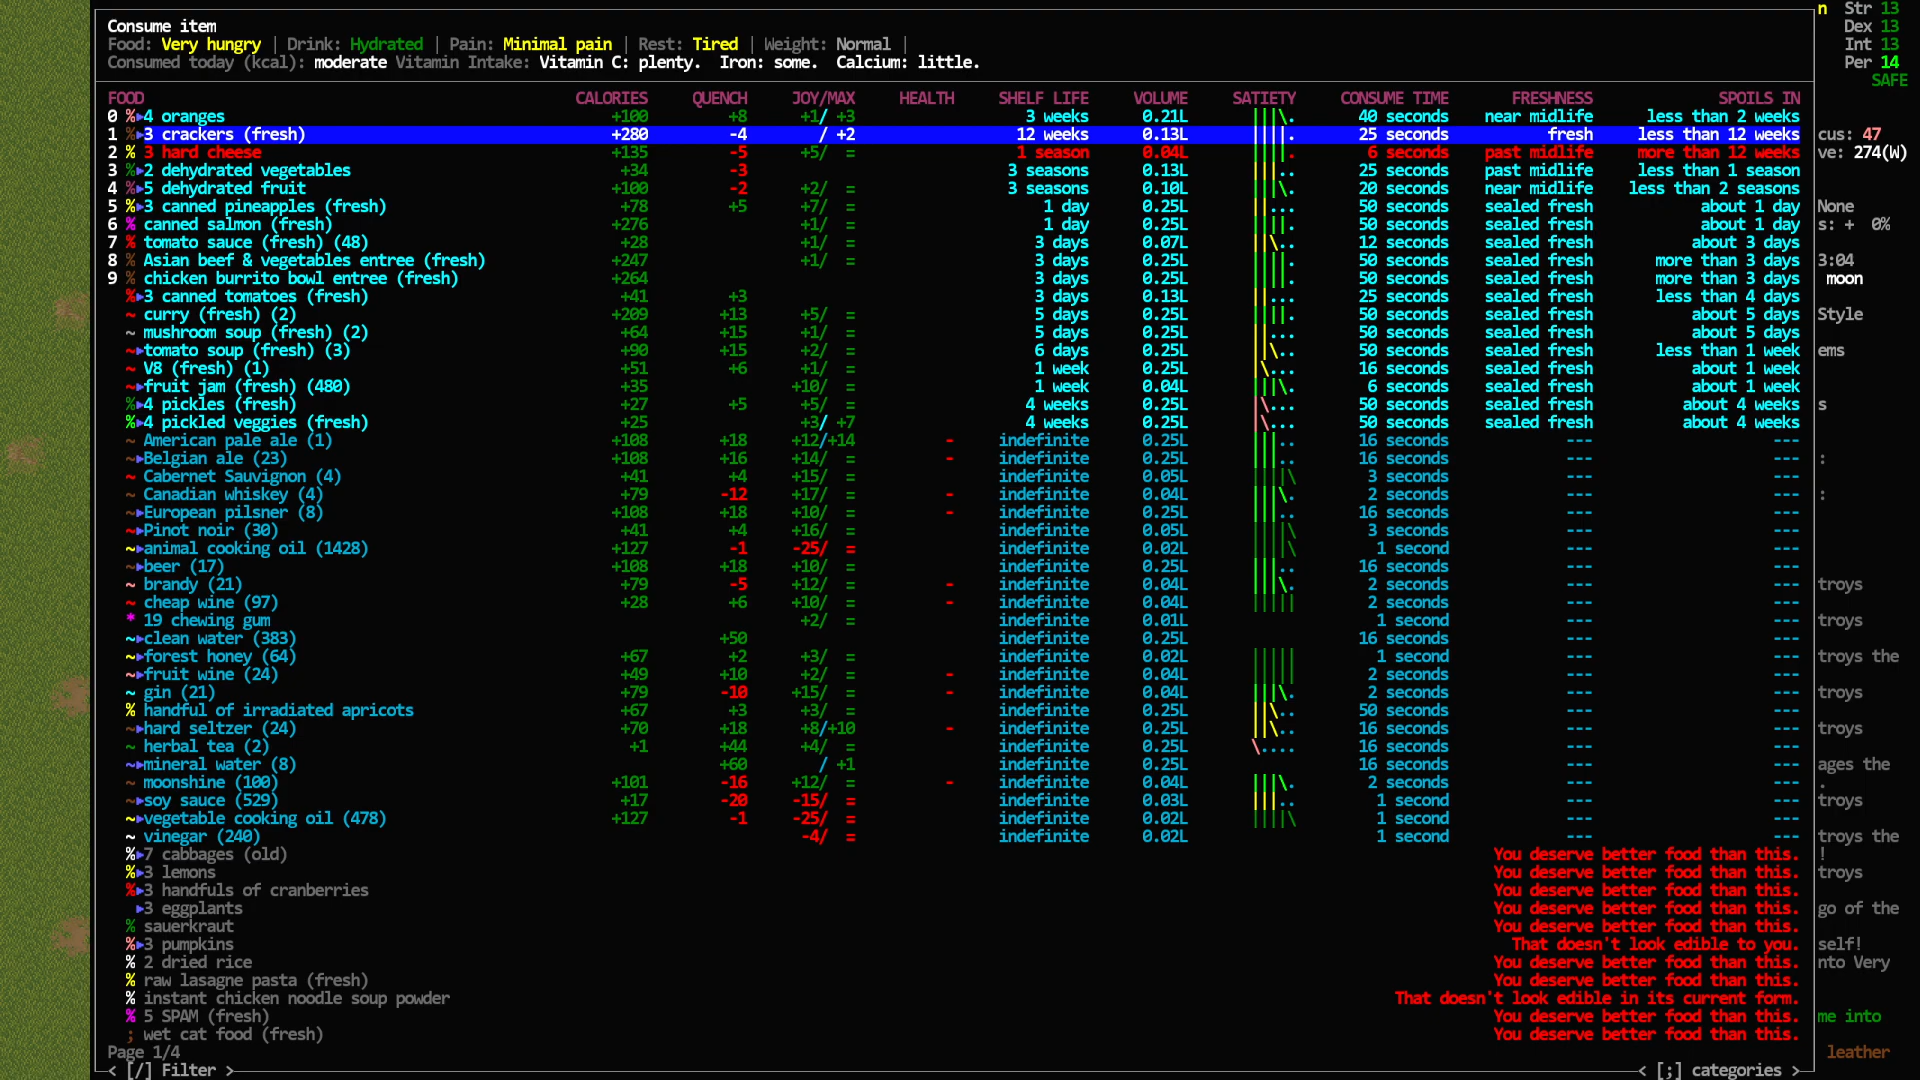 Consume item
Food: Very hungry | Drink: Hydrated | Pain: Minimal pain | Rest: Tired | Weight: Normal |
Consumed today (kcal): moderate Vitamin Intake: Vitamin C: plenty. Iron: some. Calcium: little.
n Str 13
Dex 13
Int 13
Per 14
SAFE
FOOD CALORIES QUENCH JOY/MAX HEALTH SHELF LIFE VOLUME SATIETY CONSUME TIME FRESHNESS SPOILS IN
0 %▸4 oranges +100 +8 +1/ +3 3 weeks 0.21L |||\. 40 seconds near midlife less than 2 weeks
1 %▸3 crackers (fresh) +280 -4 / +2 12 weeks 0.13L ||||. 25 seconds fresh less than 12 weeks cus: 47
2 % 3 hard cheese +135 -5 +5/ = 1 season 0.04L ||||. 6 seconds past midlife more than 12 weeks ve: 274(W)
3 %▸2 dehydrated vegetables +34 -3 3 seasons 0.13L |||.. 25 seconds past midlife less than 1 season
4 %▸5 dehydrated fruit +100 -2 +2/ = 3 seasons 0.10L |||\. 20 seconds near midlife less than 2 seasons
5 %▸3 canned pineapples (fresh) +78 +5 +7/ = 1 day 0.25L ||... 50 seconds sealed fresh about 1 day None
6 % canned salmon (fresh) +276 +1/ = 1 day 0.25L ||||. 50 seconds sealed fresh about 1 day s: + 0%
7 % tomato sauce (fresh) (48) +28 +1/ = 3 days 0.07L ||\.. 12 seconds sealed fresh about 3 days
8 % Asian beef & vegetables entree (fresh) +247 +1/ = 3 days 0.25L ||||. 50 seconds sealed fresh more than 3 days 3:04
9 % chicken burrito bowl entree (fresh) +264 3 days 0.25L ||||. 50 seconds sealed fresh more than 3 days moon
%▸3 canned tomatoes (fresh) +41 +3 3 days 0.13L ||... 25 seconds sealed fresh less than 4 days
~ curry (fresh) (2) +209 +13 +5/ = 5 days 0.25L ||||. 50 seconds sealed fresh about 5 days Style
~ mushroom soup (fresh) (2) +64 +15 +1/ = 5 days 0.25L ||... 50 seconds sealed fresh about 5 days
~▸tomato soup (fresh) (3) +90 +15 +2/ = 6 days 0.25L ||\.. 50 seconds sealed fresh less than 1 week ems
~ V8 (fresh) (1) +51 +6 +1/ = 1 week 0.25L |\... 16 seconds sealed fresh about 1 week
~▸fruit jam (fresh) (480) +35 +10/ = 1 week 0.04L |||\. 6 seconds sealed fresh about 1 week
%▸4 pickles (fresh) +27 +5 +5/ = 4 weeks 0.25L |\... 50 seconds sealed fresh about 4 weeks s
%▸4 pickled veggies (fresh) +25 +3/ +7 4 weeks 0.25L |\... 50 seconds sealed fresh about 4 weeks
~ American pale ale (1) +108 +18 +12/+14 - indefinite 0.25L |||.. 16 seconds --- ---
~▸Belgian ale (23) +108 +16 +14/ = - indefinite 0.25L |||.. 16 seconds --- --- :
~ Cabernet Sauvignon (4) +41 +4 +15/ = indefinite 0.05L ||||\ 3 seconds --- ---
~ Canadian whiskey (4) +79 -12 +17/ = - indefinite 0.04L |||\. 2 seconds --- --- :
~▸European pilsner (8) +108 +18 +10/ = - indefinite 0.25L |||.. 16 seconds --- ---
~▸Pinot noir (30) +41 +4 +16/ = indefinite 0.05L ||||\ 3 seconds --- ---
~▸animal cooking oil (1428) +127 -1 -25/ = indefinite 0.02L ||||\ 1 second --- ---
~▸beer (17) +108 +18 +10/ = indefinite 0.25L |||.. 16 seconds --- ---
~ brandy (21) +79 -5 +12/ = - indefinite 0.04L |||\. 2 seconds --- --- troys
~ cheap wine (97) +28 +6 +10/ = - indefinite 0.04L ||||| 2 seconds --- ---
* 19 chewing gum +2/ = indefinite 0.01L 1 second --- --- troys
~▸clean water (383) +50 indefinite 0.25L 16 seconds --- ---
~▸forest honey (64) +67 +2 +3/ = indefinite 0.02L ||||| 1 second --- --- troys the
~▸fruit wine (24) +49 +10 +2/ = - indefinite 0.04L ||||| 2 seconds --- ---
~ gin (21) +79 -10 +15/ = - indefinite 0.04L |||\. 2 seconds --- --- troys
% handful of irradiated apricots +67 +3 +3/ = indefinite 0.25L ||\.. 50 seconds --- ---
~▸hard seltzer (24) +70 +18 +8/+10 - indefinite 0.25L ||\.. 16 seconds --- --- troys
~ herbal tea (2) +1 +44 +4/ = indefinite 0.25L \.... 16 seconds --- ---
~▸mineral water (8) +60 / +1 indefinite 0.25L 16 seconds --- --- ages the
~ moonshine (100) +101 -16 +12/ = - indefinite 0.04L |||\. 2 seconds --- --- .
~▸soy sauce (529) +17 -20 -15/ = indefinite 0.03L |||.. 1 second --- --- troys
~▸vegetable cooking oil (478) +127 -1 -25/ = indefinite 0.02L ||||\ 1 second --- ---
~ vinegar (240) -4/ = indefinite 0.02L 1 second --- --- troys the
%▸7 cabbages (old) You deserve better food than this. !
%▸3 lemons You deserve better food than this. troys
%▸3 handfuls of cranberries You deserve better food than this.
▸3 eggplants You deserve better food than this. go of the
% sauerkraut You deserve better food than this.
%▸3 pumpkins That doesn't look edible to you. self!
% 2 dried rice You deserve better food than this. nto Very
% raw lasagne pasta (fresh) You deserve better food than this.
% instant chicken noodle soup powder That doesn't look edible in its current form.
% 5 SPAM (fresh) You deserve better food than this. me into
; wet cat food (fresh) You deserve better food than this.
Page 1/4 leather
< [/] Filter > < [;] categories >